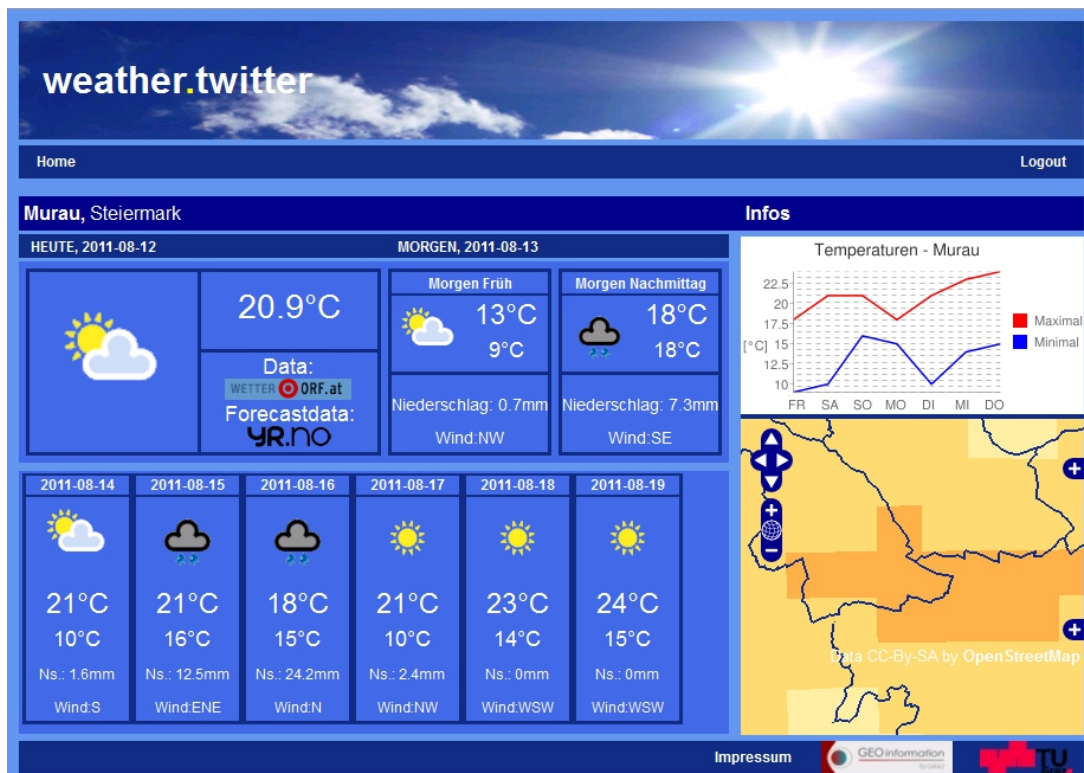 weather.twitter
Home
Logout
Murau, Steiermark
Infos
HEUTE, 2011-08-12
MORGEN, 2011-08-13
20.9°C
Data:
WETTER ORF.at
Forecastdata:
YR.NO
Morgen Früh
13°C
9°C
Niederschlag: 0.7mm
Wind:NW
Morgen Nachmittag
18°C
18°C
Niederschlag: 7.3mm
Wind:SE
Temperaturen - Murau
22.5
20
17.5
[°C] 15
12.5
10
FR SA SO MO DI MI DO
Maximal
Minimal
2011-08-14 2011-08-15 2011-08-16 2011-08-17 2011-08-18 2011-08-19
21°C 21°C 18°C 21°C 23°C 24°C
10°C 16°C 15°C 10°C 14°C 15°C
Ns.: 1.6mm Ns.: 12.5mm Ns.: 24.2mm Ns.: 2.4mm Ns.: 0mm Ns.: 0mm
Wind:S Wind:ENE Wind:N Wind:NW Wind:WSW Wind:WSW
Data CC-By-SA by OpenStreetMap
Impressum
GEOinformation
TU GRAZ
TU
Graz